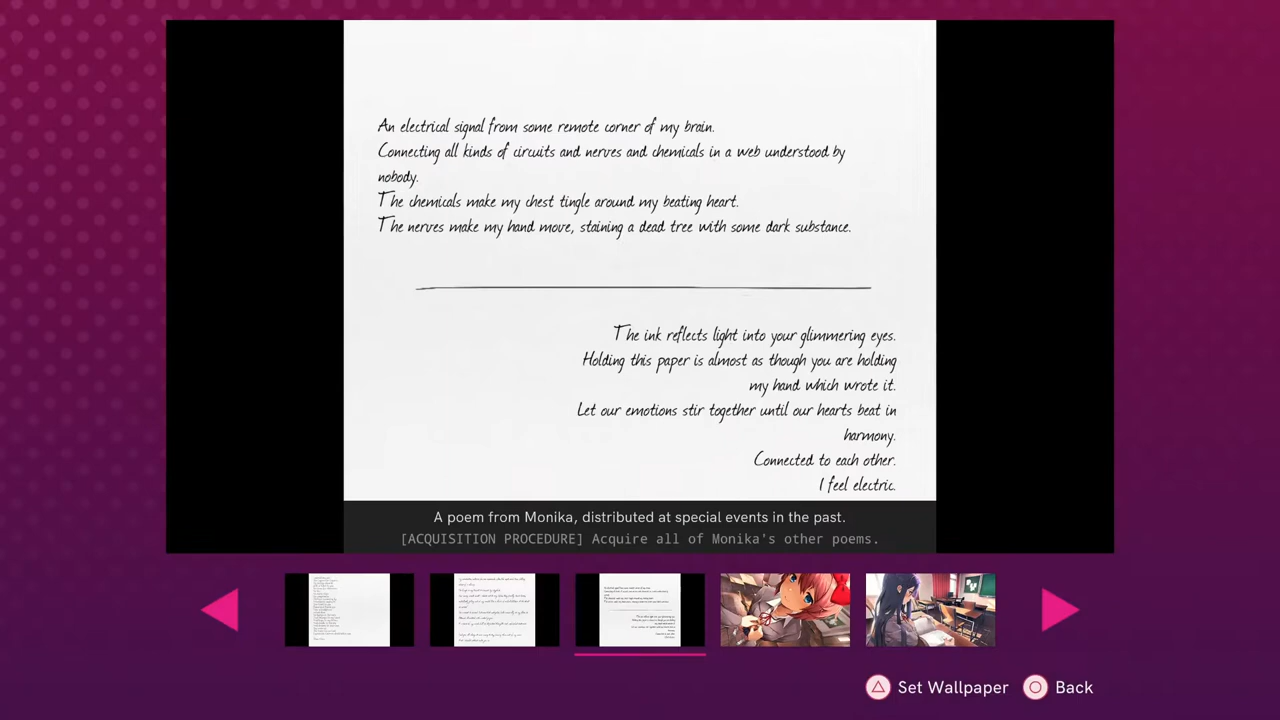 An electrical signal from some remote corner of my brain.
Connecting all kinds of circuits and nerves and chemicals in a web understood by
nobody.
The chemicals make my chest tingle around my beating heart.
The nerves make my hand move, staining a dead tree with some dark substance.
The ink reflects light into your glimmering eyes.
Holding this paper is almost as though you are holding
my hand which wrote it.
Let our emotions stir together until our hearts beat in
harmony.
Connected to each other.
I feel electric.
A poem from Monika, distributed at special events in the past.
[ACQUISITION PROCEDURE] Acquire all of Monika's other poems.
Set Wallpaper
Back